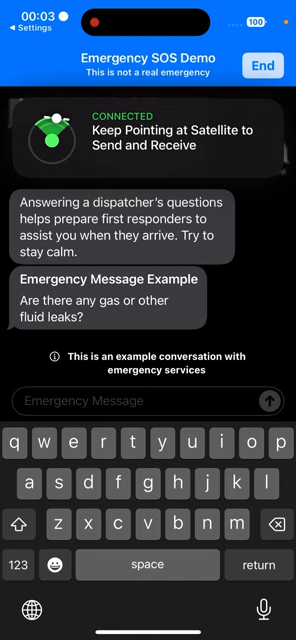 00:03
100
Settings
Emergency SOS Demo
This is not a real emergency
End
CONNECTED
Keep Pointing at Satellite to
Send and Receive
Answering a dispatcher's questions
helps prepare first responders to
assist you when they arrive. Try to
stay calm.
Emergency Message Example
Are there any gas or other
fluid leaks?
This is an example conversation with
emergency services
Emergency Message
q w e r t y u i o p
a s d f g h j k l
z x c v b n m
123 space return